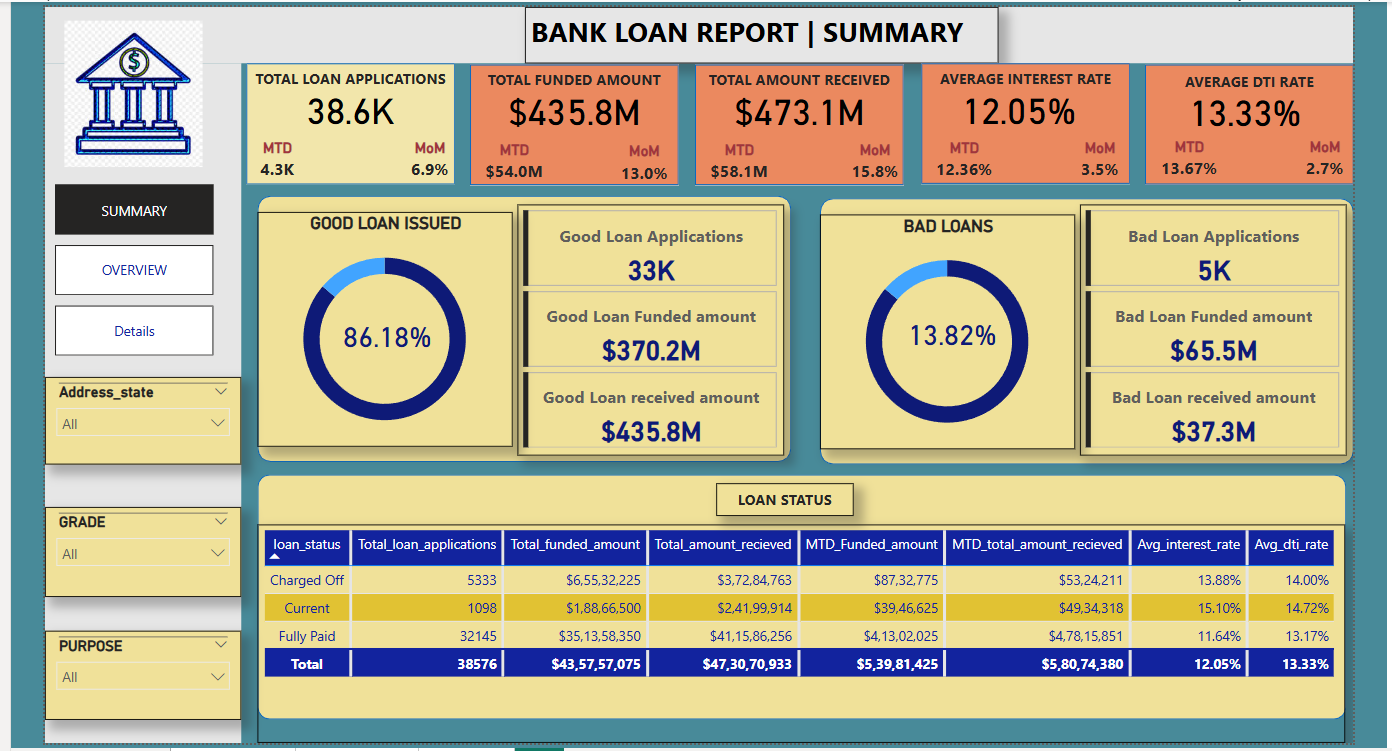 BANK LOAN REPORT | SUMMARY
$
TOTAL LOAN APPLICATIONS
38.6K
MTD MoM
4.3K 6.9%
TOTAL FUNDED AMOUNT
$435.8M
MTD MoM
$54.0M 13.0%
TOTAL AMOUNT RECEIVED
$473.1M
MTD MoM
$58.1M 15.8%
AVERAGE INTEREST RATE
12.05%
MTD MoM
12.36% 3.5%
AVERAGE DTI RATE
13.33%
MTD MoM
13.67% 2.7%
SUMMARY
OVERVIEW
Details
Address_state
All
GRADE
All
PURPOSE
All
GOOD LOAN ISSUED
86.18%
Good Loan Applications
33K
Good Loan Funded amount
$370.2M
Good Loan received amount
$435.8M
BAD LOANS
13.82%
Bad Loan Applications
5K
Bad Loan Funded amount
$65.5M
Bad Loan received amount
$37.3M
LOAN STATUS
loan_status Total_loan_applications Total_funded_amount Total_amount_recieved MTD_Funded_amount MTD_total_amount_recieved Avg_interest_rate Avg_dti_rate
Charged Off 5333 $6,55,32,225 $3,72,84,763 $87,32,775 $53,24,211 13.88% 14.00%
Current 1098 $1,88,66,500 $2,41,99,914 $39,46,625 $49,34,318 15.10% 14.72%
Fully Paid 32145 $35,13,58,350 $41,15,86,256 $4,13,02,025 $4,78,15,851 11.64% 13.17%
Total 38576 $43,57,57,075 $47,30,70,933 $5,39,81,425 $5,80,74,380 12.05% 13.33%